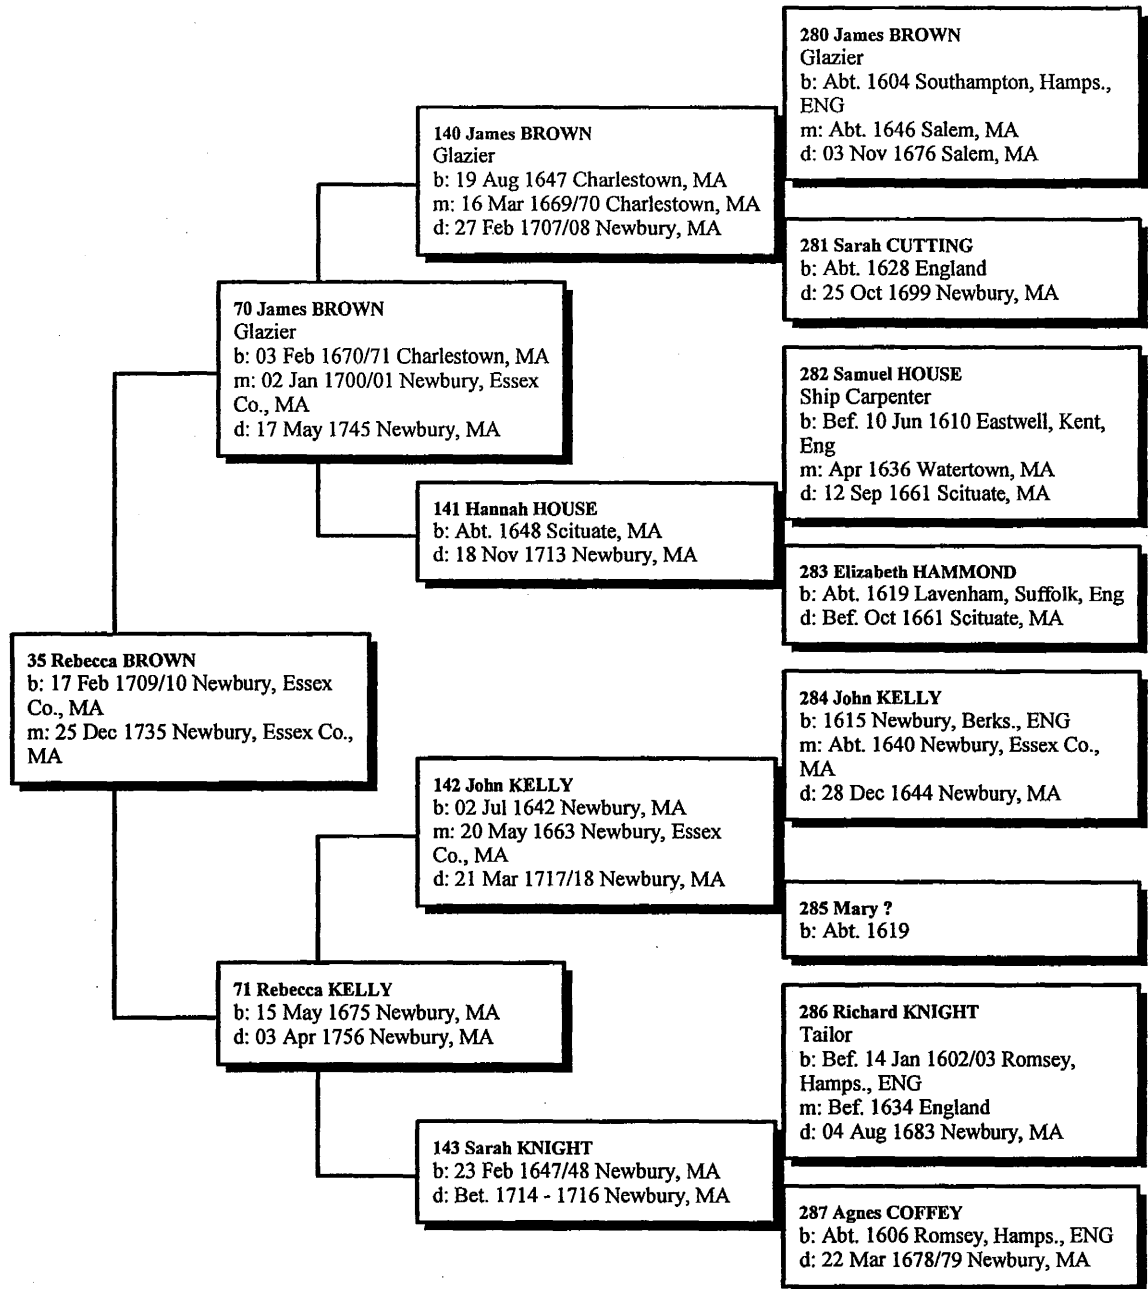 280 James BROWN
Glazier
b: Abt. 1604 Southampton, Hamps.,
ENG
m: Abt. 1646 Salem, MA
d: 03 Nov 1676 Salem, MA
140 James BROWN
Glazier
b: 19 Aug 1647 Charlestown, MA
m: 16 Mar 1669/70 Charlestown, MA
d: 27 Feb 1707/08 Newbury, MA
281 Sarah CUTTING
b: Abt. 1628 England
d: 25 Oct 1699 Newbury, MA
70 James BROWN
Glazier
b: 03 Feb 1670/71 Charlestown, MA
m: 02 Jan 1700/01 Newbury, Essex
Co., MA
d: 17 May 1745 Newbury, MA
282 Samuel HOUSE
Ship Carpenter
b: Bef. 10 Jun 1610 Eastwell, Kent,
Eng
m: Apr 1636 Watertown, MA
d: 12 Sep 1661 Scituate, MA
141 Hannah HOUSE
b: Abt. 1648 Scituate, MA
d: 18 Nov 1713 Newbury, MA
283 Elizabeth HAMMOND
b: Abt. 1619 Lavenham, Suffolk, Eng
d: Bef. Oct 1661 Scituate, MA
35 Rebecca BROWN
b: 17 Feb 1709/10 Newbury, Essex
Co., MA
m: 25 Dec 1735 Newbury, Essex Co.,
MA
284 John KELLY
b: 1615 Newbury, Berks., ENG
m: Abt. 1640 Newbury, Essex Co.,
MA
d: 28 Dec 1644 Newbury, MA
142 John KELLY
b: 02 Jul 1642 Newbury, MA
m: 20 May 1663 Newbury, Essex
Co., MA
d: 21 Mar 1717/18 Newbury, MA
285 Mary ?
b: Abt. 1619
71 Rebecca KELLY
b: 15 May 1675 Newbury, MA
d: 03 Apr 1756 Newbury, MA
286 Richard KNIGHT
Tailor
b: Bef. 14 Jan 1602/03 Romsey,
Hamps., ENG
m: Bef. 1634 England
d: 04 Aug 1683 Newbury, MA
143 Sarah KNIGHT
b: 23 Feb 1647/48 Newbury, MA
d: Bet. 1714 - 1716 Newbury, MA
287 Agnes COFFEY
b: Abt. 1606 Romsey, Hamps., ENG
d: 22 Mar 1678/79 Newbury, MA